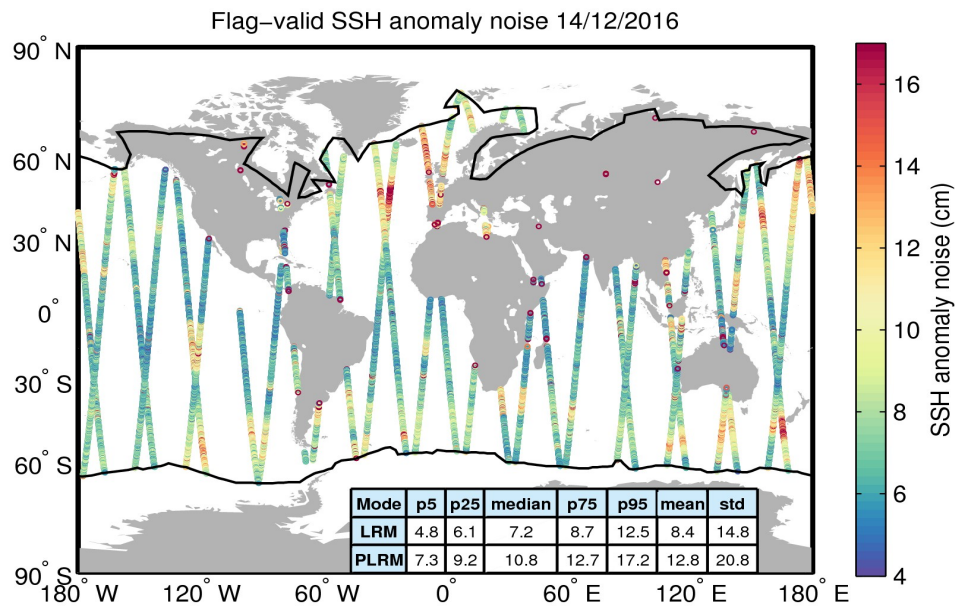 Flag−valid SSH anomaly noise 14/12/2016
90° N
60° N
30° N
0°
30° S
60° S
90° S
180° W 120° W 60° W 0° 60° E 120° E 180° E
Mode p5 p25 median p75 p95 mean std
LRM 4.8 6.1 7.2 8.7 12.5 8.4 14.8
PLRM 7.3 9.2 10.8 12.7 17.2 12.8 20.8
16
14
12
10
8
6
4
SSH anomaly noise (cm)